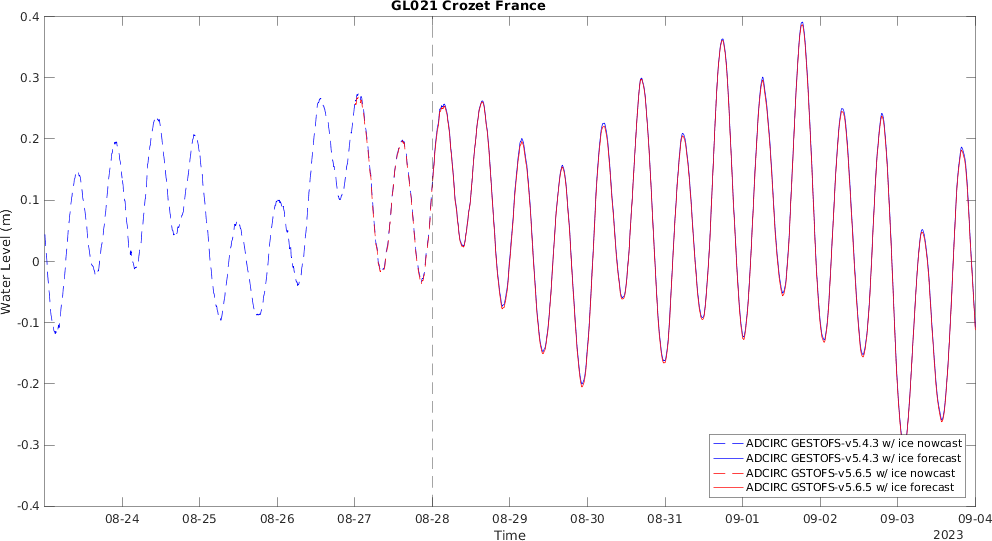 GL021 Crozet France
Water Level (m)
0.4
0.3
0.2
0.1
0
-0.1
-0.2
-0.3
-0.4
08-24 08-25 08-26 08-27 08-28 08-29 08-30 08-31 09-01 09-02 09-03 09-04
Time
2023
ADCIRC GESTOFS-v5.4.3 w/ ice nowcast
ADCIRC GESTOFS-v5.4.3 w/ ice forecast
ADCIRC GSTOFS-v5.6.5 w/ ice nowcast
ADCIRC GSTOFS-v5.6.5 w/ ice forecast